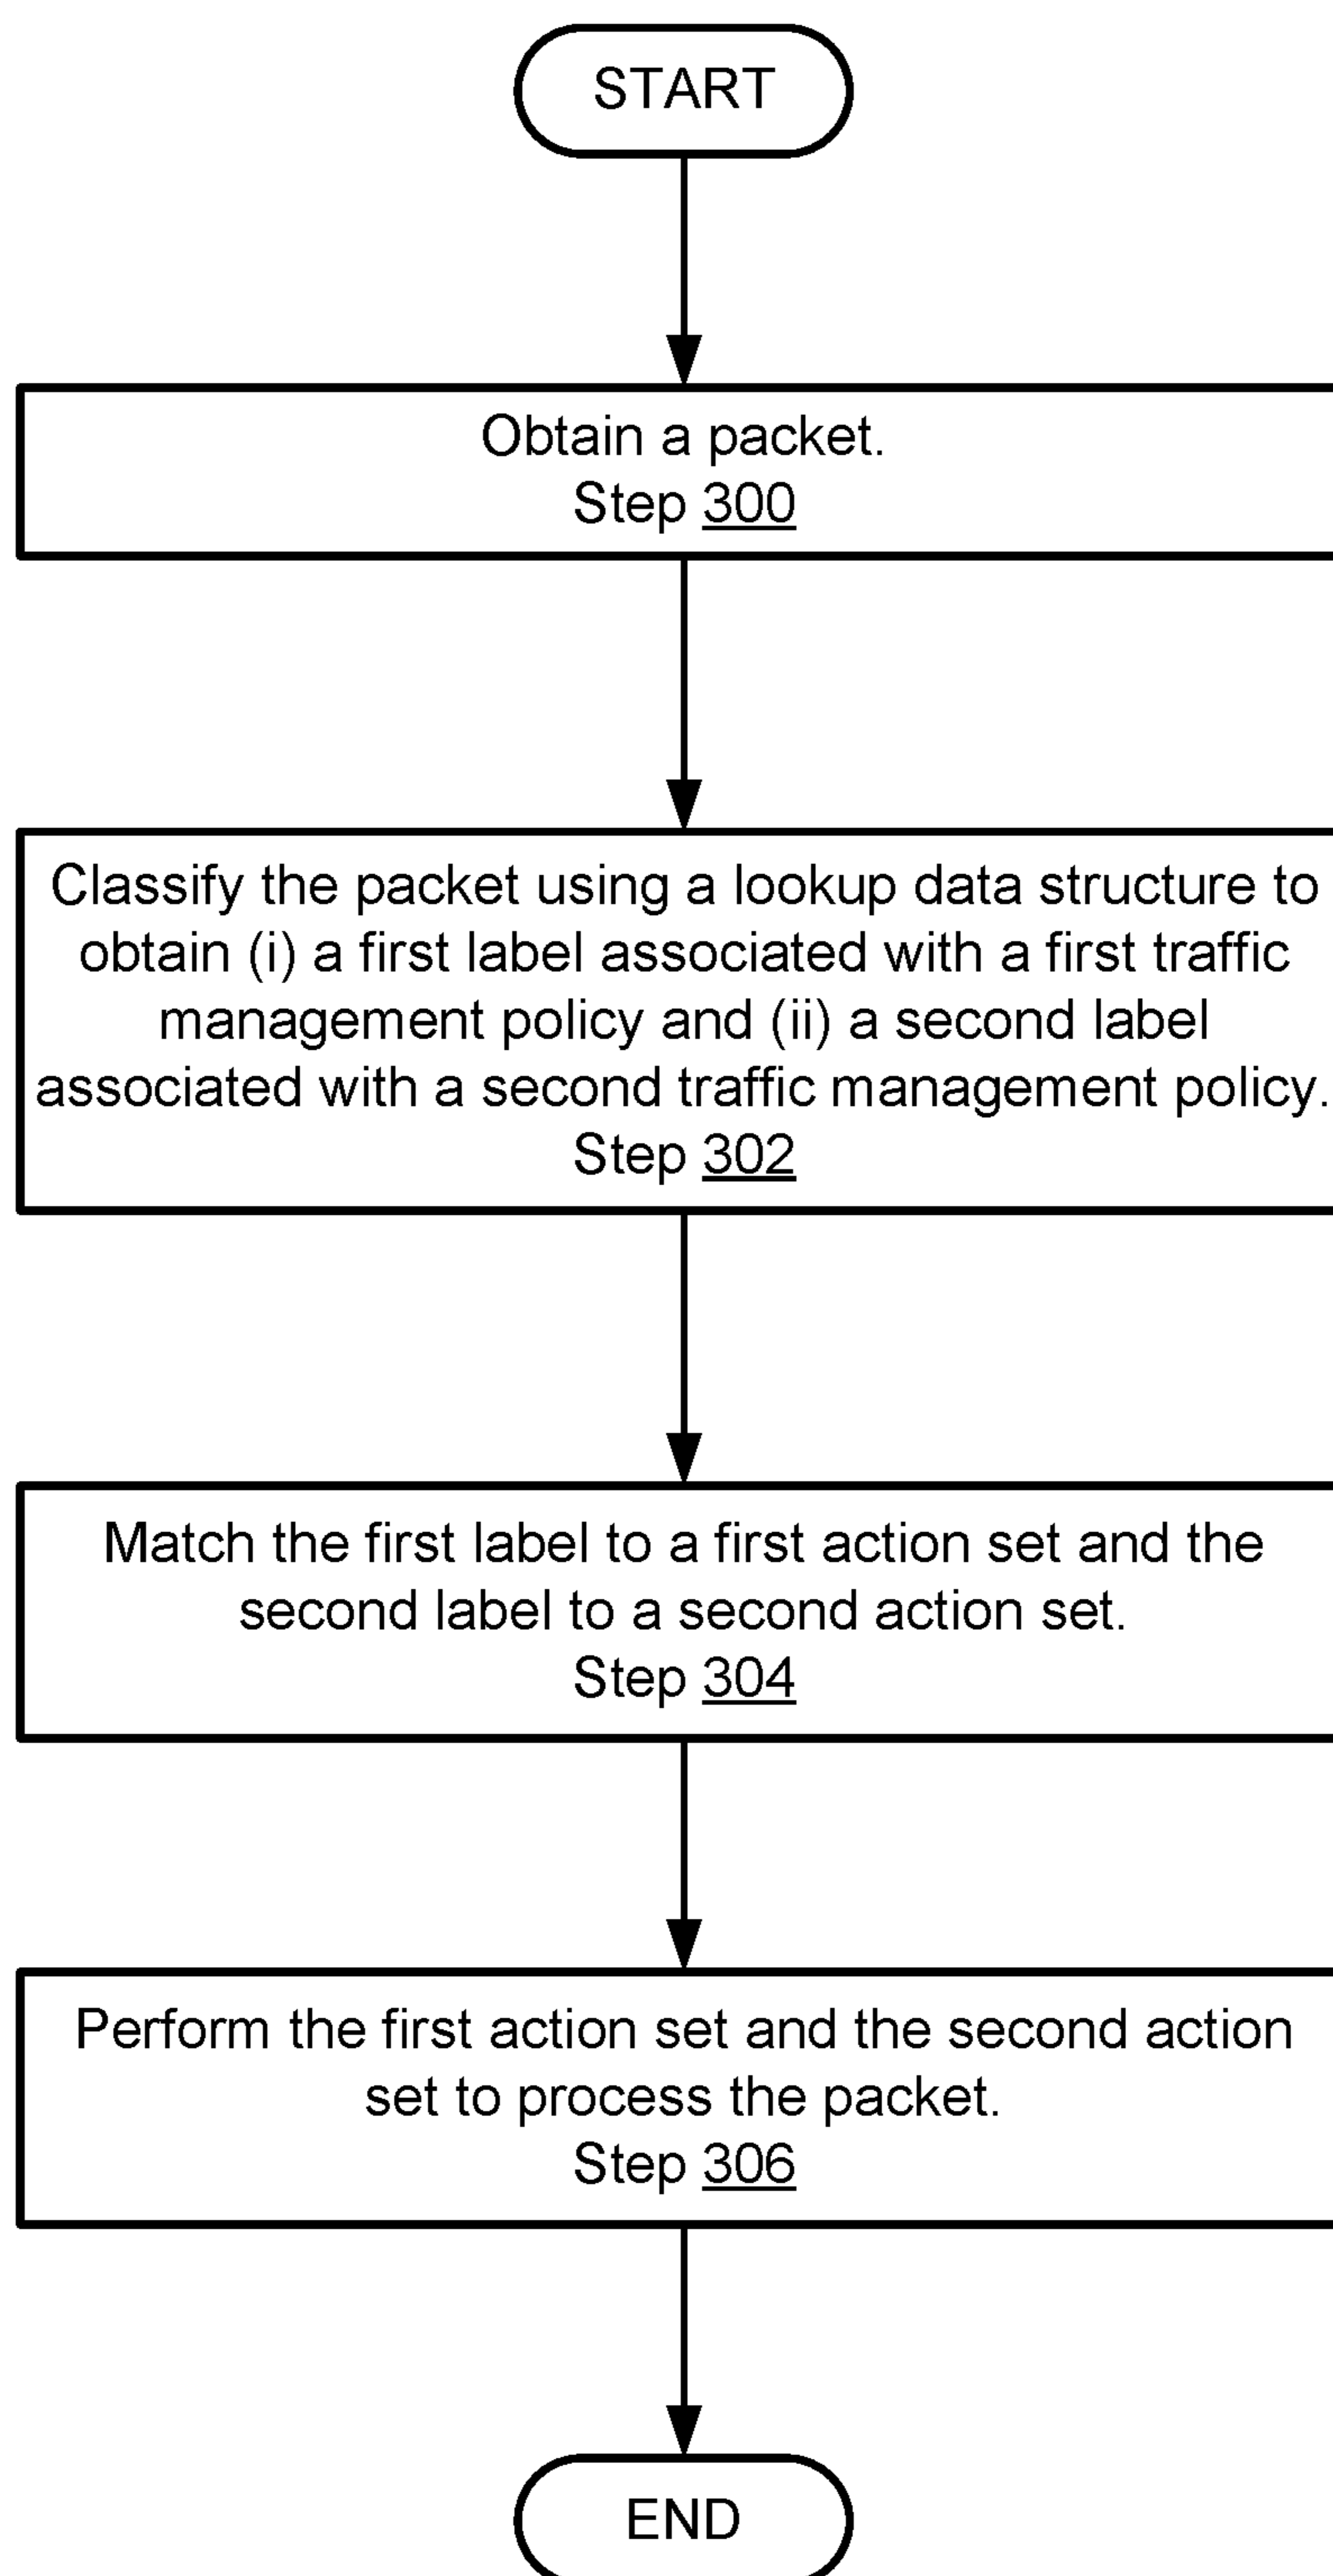 START
Obtain a packet.
Step 300
Classify the packet using a lookup data structure to
obtain (i) a first label associated with a first traffic
management policy and (ii) a second label
associated with a second traffic management policy.
Step 302
Match the first label to a first action set and the
second label to a second action set.
Step 304
Perform the first action set and the second action
set to process the packet.
Step 306
END